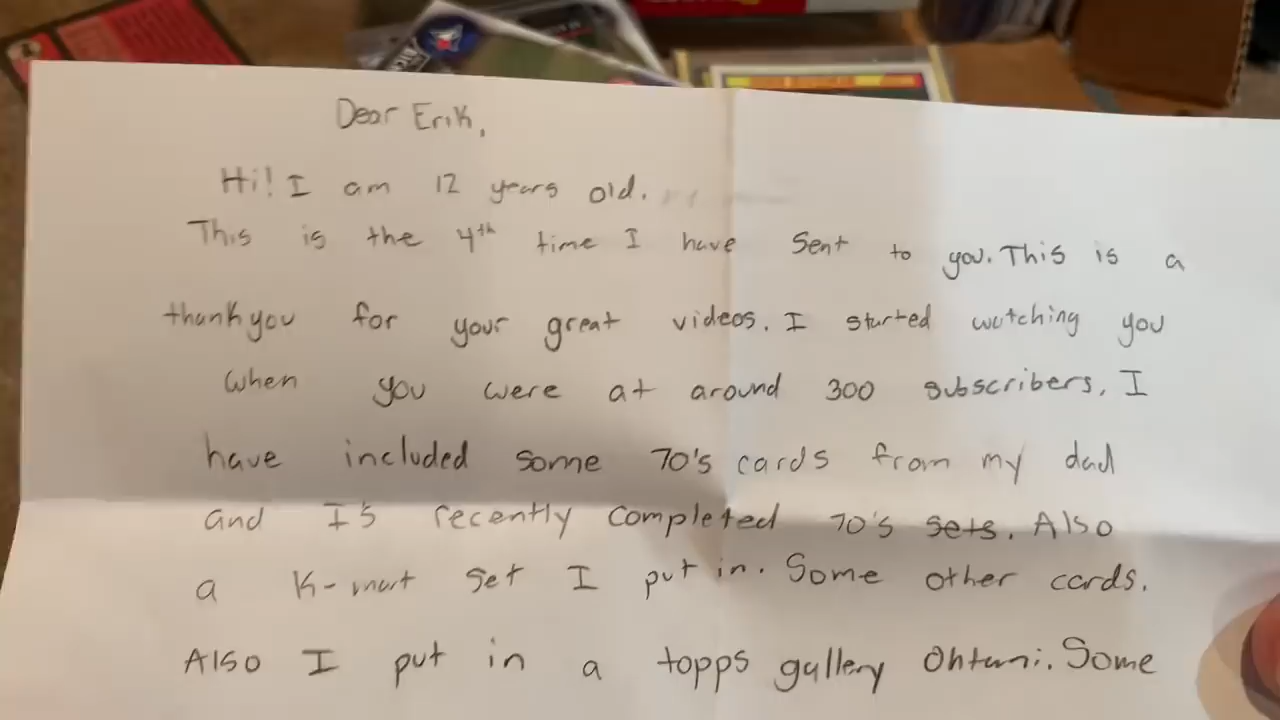 Dear Erik,
Hi! I am 12 years old.
This is the 4th time I have sent to you. This is a
thankyou for your great videos. I started watching you
when you were at around 300 subscribers. I
have included some 70's cards from my dad
and I's recently completed 70's sets. Also
a K-mart set I put in. Some other cards.
Also I put in a topps gallery Ohtani. Some